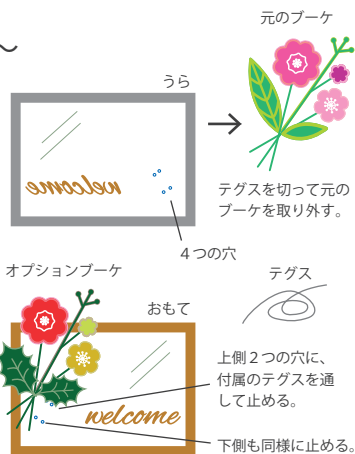 〜
元のブーケ
うら
welcome
テグスを切って元の
ブーケを取り外す。
4つの穴
オプションブーケ
テグス
おもて
上側2つの穴に、
付属のテグスを通
して止める。
welcome
下側も同様に止める。